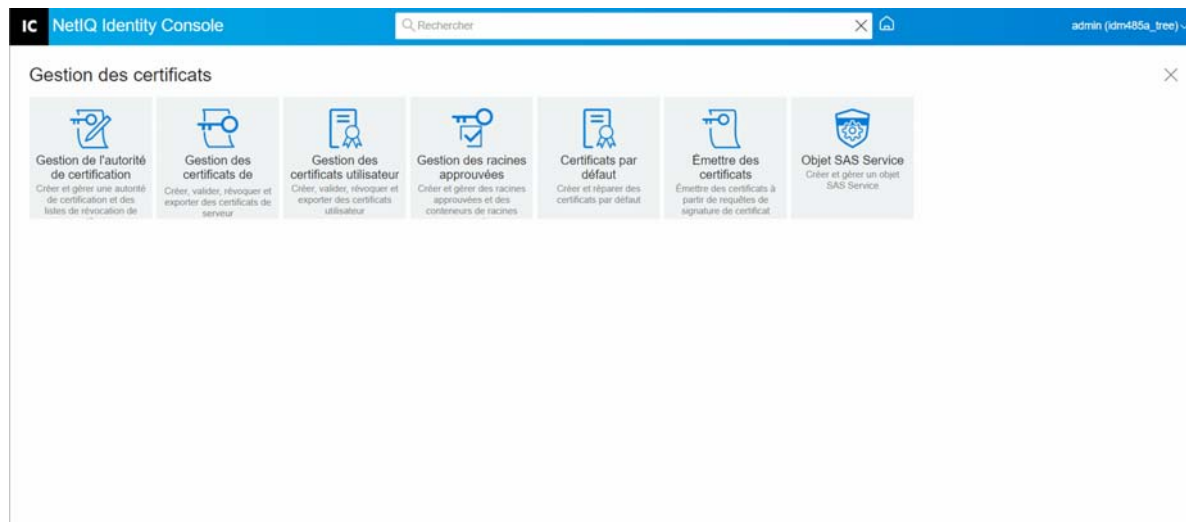 IC NetIQ Identity Console
Rechercher
admin (idm485a_tree)
Gestion des certificats
Gestion de l'autorité
de certification
Créer et gérer une autorité
de certification et des
listes de révocation de
Gestion des
certificats de
Créer, valider, révoquer et
exporter des certificats de
serveur
Gestion des
certificats utilisateur
Créer, valider, révoquer et
exporter des certificats
utilisateur
Gestion des racines
approuvées
Créer et gérer des racines
approuvées et des
conteneurs de racines
Certificats par
défaut
Créer et réparer des
certificats par défaut
Émettre des
certificats
Émettre des certificats à
partir de requêtes de
signature de certificat
Objet SAS Service
Créer et gérer un objet
SAS Service